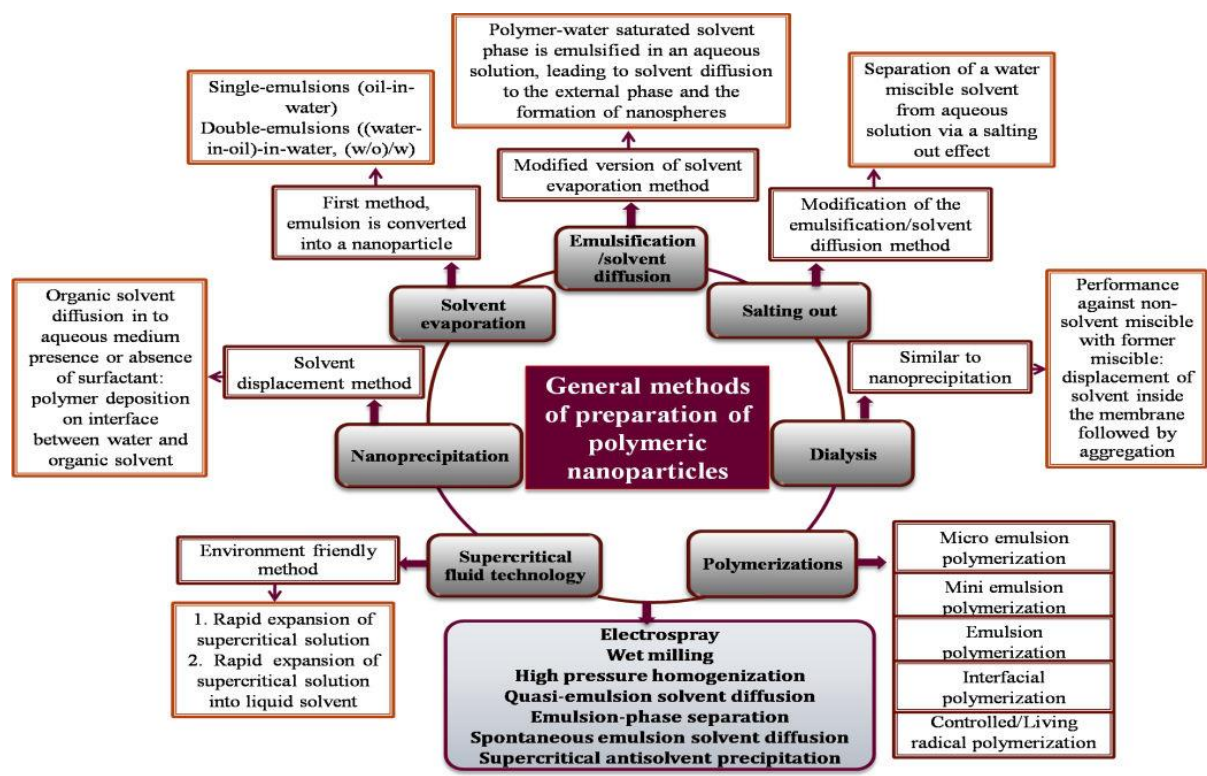 Polymer-water saturated solvent
phase is emulsified in an aqueous
solution, leading to solvent diffusion
to the external phase and the
formation of nanospheres
Separation of a water
miscible solvent
from aqueous
solution via a salting
out effect
Single-emulsions (oil-in-
water)
Double-emulsions ((water-
in-oil)-in-water, (w/o)/w)
Modified version of solvent
evaporation method
First method,
emulsion is converted
into a nanoparticle
Modification of the
emulsification/solvent
diffusion method
Emulsification
/solvent
diffusion
Solvent
evaporation
Salting out
Organic solvent
diffusion in to
aqueous medium
presence or absence
of surfactant:
polymer deposition
on interface
between water and
organic solvent
Solvent
displacement method
Performance
against non-
solvent miscible
with former
miscible:
displacement of
solvent inside
the membrane
followed by
aggregation
Similar to
nanoprecipitation
General methods
of preparation of
polymeric
nanoparticles
Nanoprecipitation
Dialysis
Environment friendly
method
Supercritical
fluid technology
Polymerizations
1. Rapid expansion of
supercritical solution
2. Rapid expansion of
supercritical solution
into liquid solvent
Micro emulsion
polymerization
Mini emulsion
polymerization
Emulsion
polymerization
Interfacial
polymerization
Controlled/Living
radical polymerization
Electrospray
Wet milling
High pressure homogenization
Quasi-emulsion solvent diffusion
Emulsion-phase separation
Spontaneous emulsion solvent diffusion
Supercritical antisolvent precipitation